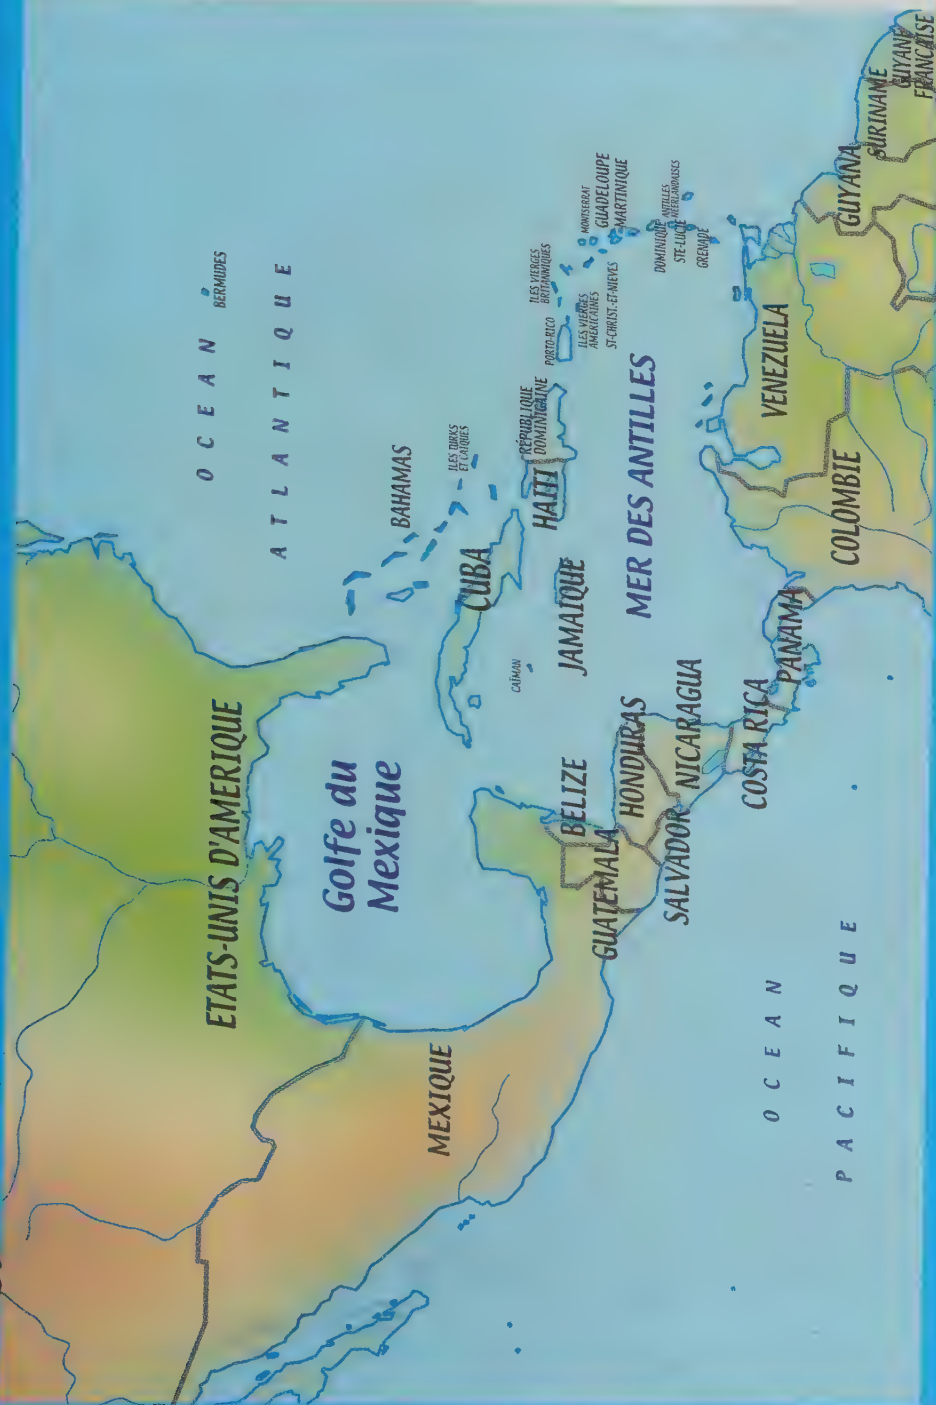 OCEAN
ATLANTIQUE
BERMUDES
ETATS-UNIS D'AMERIQUE
Golfe du
Mexique
BAHAMAS
MEXIQUE
ILES TURKS
ET CAIQUES
CUBA
CAÏMAN
RÉPUBLIQUE
DOMINICAINE
HAITI
PORTO-RICO
ILES VIERGES
BRITANNIQUES
JAMAIQUE
ILES VIERGES
AMERICAINES
ST-CHRIST.-ET-NIEVES
MONTSERRAT
GUADELOUPE
MARTINIQUE
BELIZE
GUATEMALA
HONDURAS
MER DES ANTILLES
DOMINIQUE
STE-LUCIE
GRENADE
ANTILLES
NEERLANDAISES
SALVADOR
NICARAGUA
COSTA RICA
PANAMA
VENEZUELA
COLOMBIE
GUYANA
SURINAME
GUYANE
FRANCAISE
OCEAN
PACIFIQUE